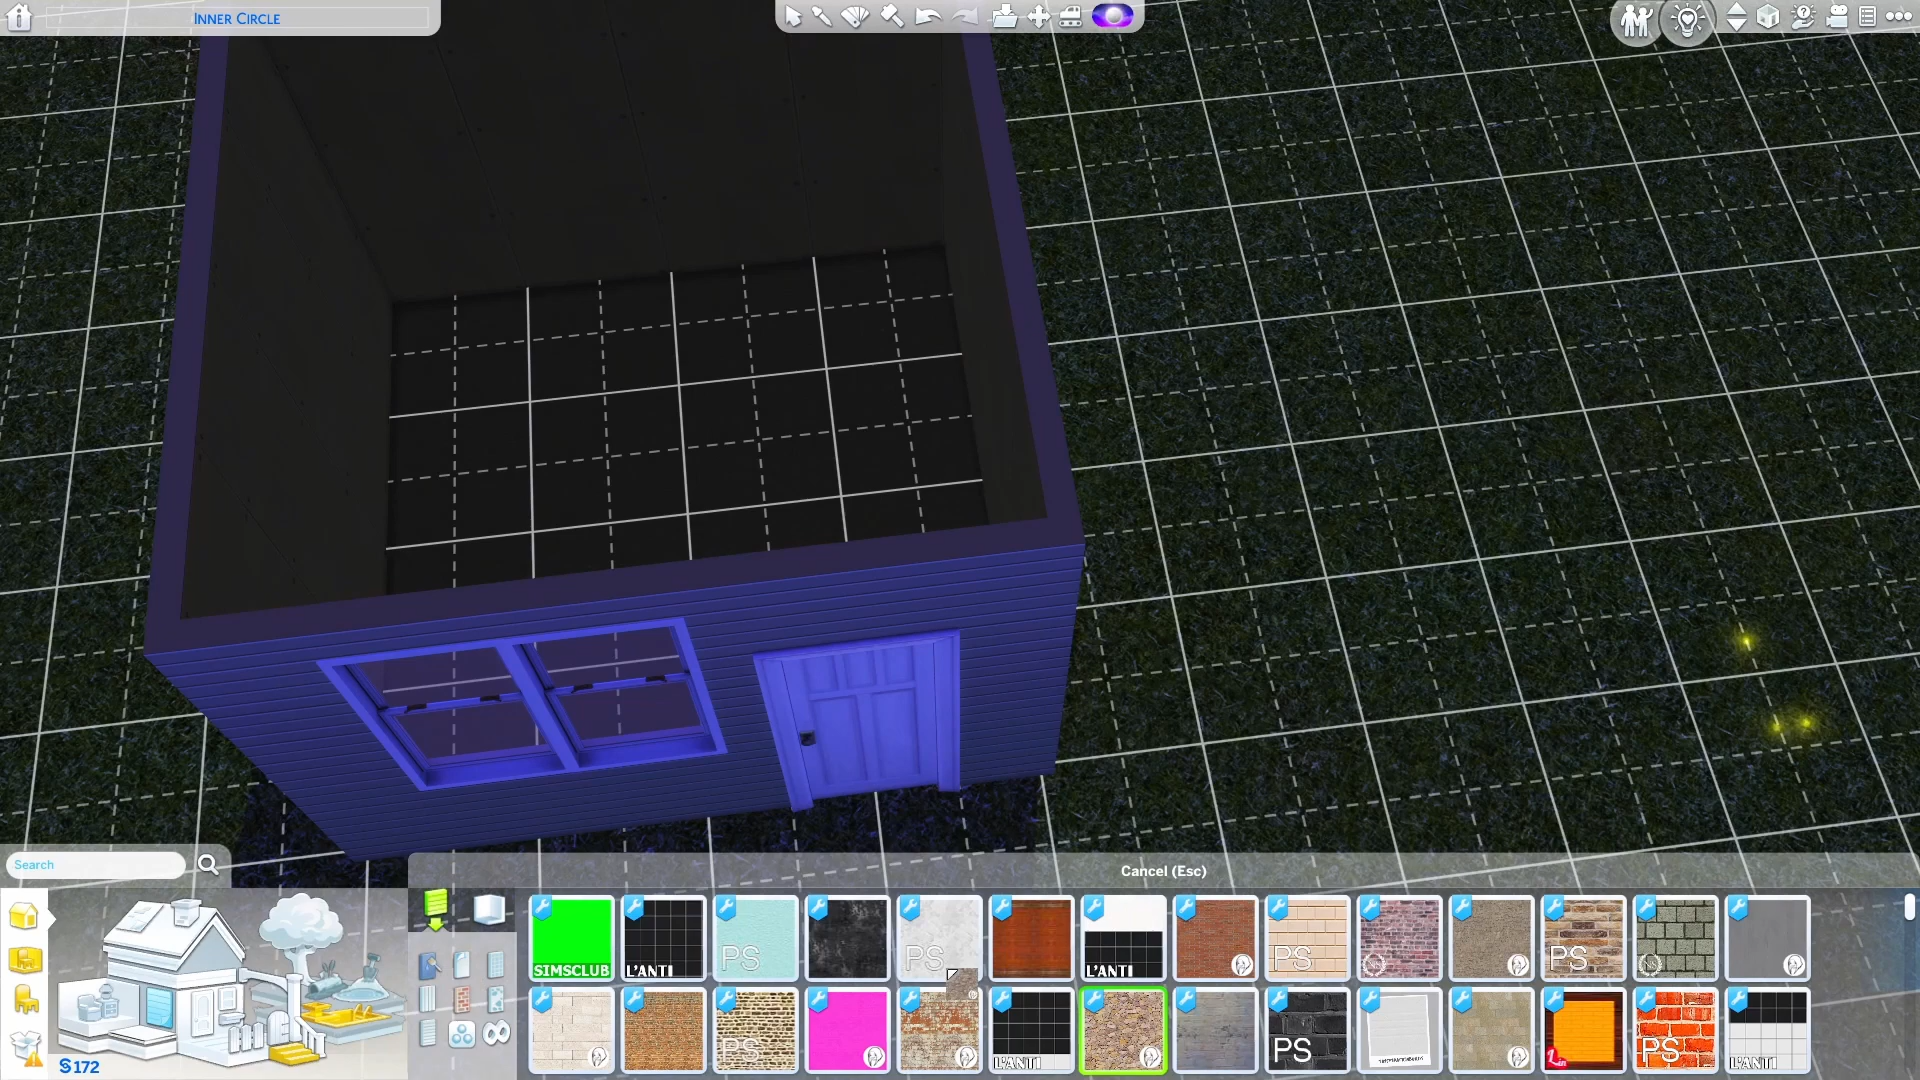 INNER CIRCLE
Search
Cancel (Esc)
SIMSCLUB
L'ANTI
PS
PS
L'ANTI
PS
PS
PS
L'ANTI
PS
PS
L'ANTI
§172